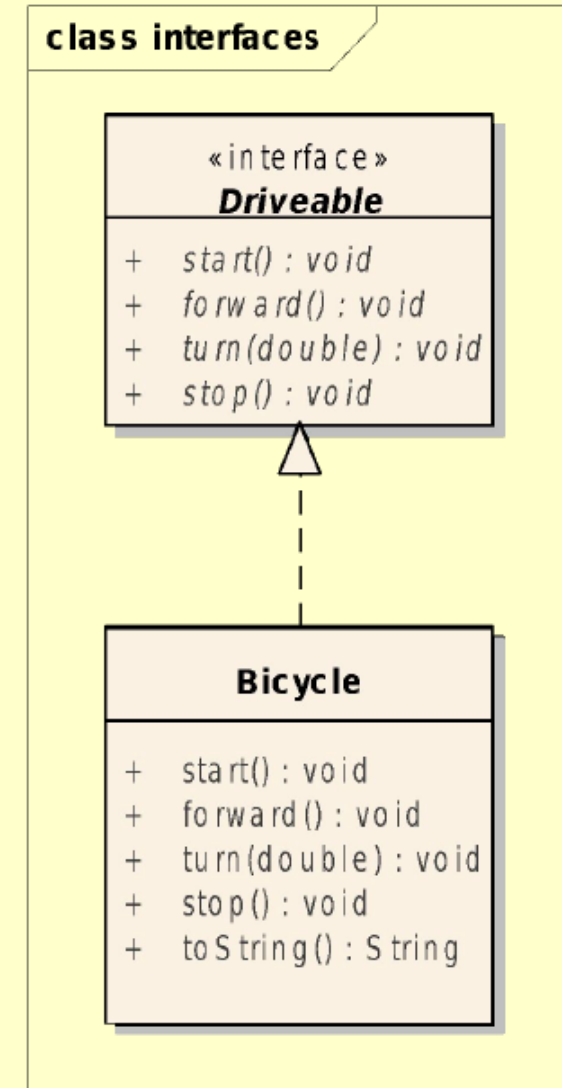 class interfaces
«interface»
Driveable
+ start() : void
+ forward() : void
+ turn(double) : void
+ stop() : void
Bicycle
+ start() : void
+ forward() : void
+ turn(double) : void
+ stop() : void
+ toString() : String